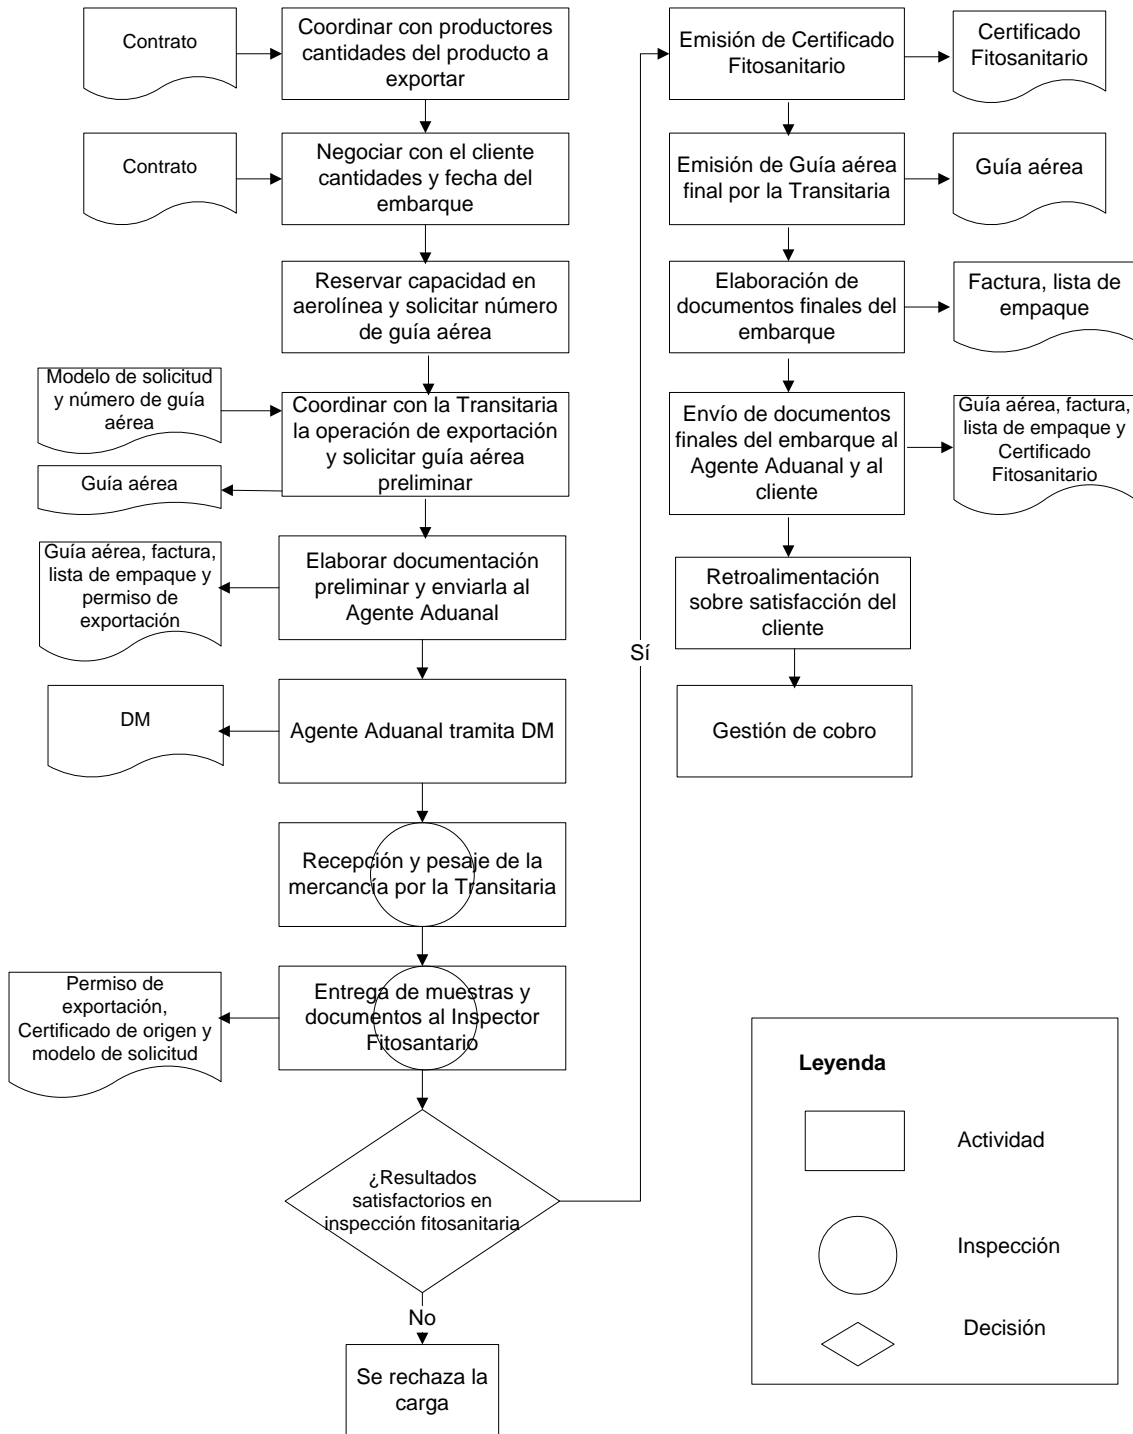 Contrato
Coordinar con productores
cantidades del producto a
exportar
Contrato
Negociar con el cliente
cantidades y fecha del
embarque
Reservar capacidad en
aerolínea y solicitar número
de guía aérea
Modelo de solicitud
y número de guía
aérea
Coordinar con la Transitaria
la operación de exportación
y solicitar guía aérea
preliminar
Guía aérea
Guía aérea, factura,
lista de empaque y
permiso de
exportación
Elaborar documentación
preliminar y enviarla al
Agente Aduanal
DM
Agente Aduanal tramita DM
Recepción y pesaje de la
mercancía por la Transitaria
Permiso de
exportación,
Certificado de origen y
modelo de solicitud
Entrega de muestras y
documentos al Inspector
Fitosantario
¿Resultados
satisfactorios en
inspección fitosanitaria
No
Se rechaza la
carga
Sí
Emisión de Certificado
Fitosanitario
Certificado
Fitosanitario
Emisión de Guía aérea
final por la Transitaria
Guía aérea
Elaboración de
documentos finales del
embarque
Factura, lista de
empaque
Envío de documentos
finales del embarque al
Agente Aduanal y al
cliente
Guía aérea, factura,
lista de empaque y
Certificado
Fitosanitario
Retroalimentación
sobre satisfacción del
cliente
Gestión de cobro
Leyenda
Actividad
Inspección
Decisión